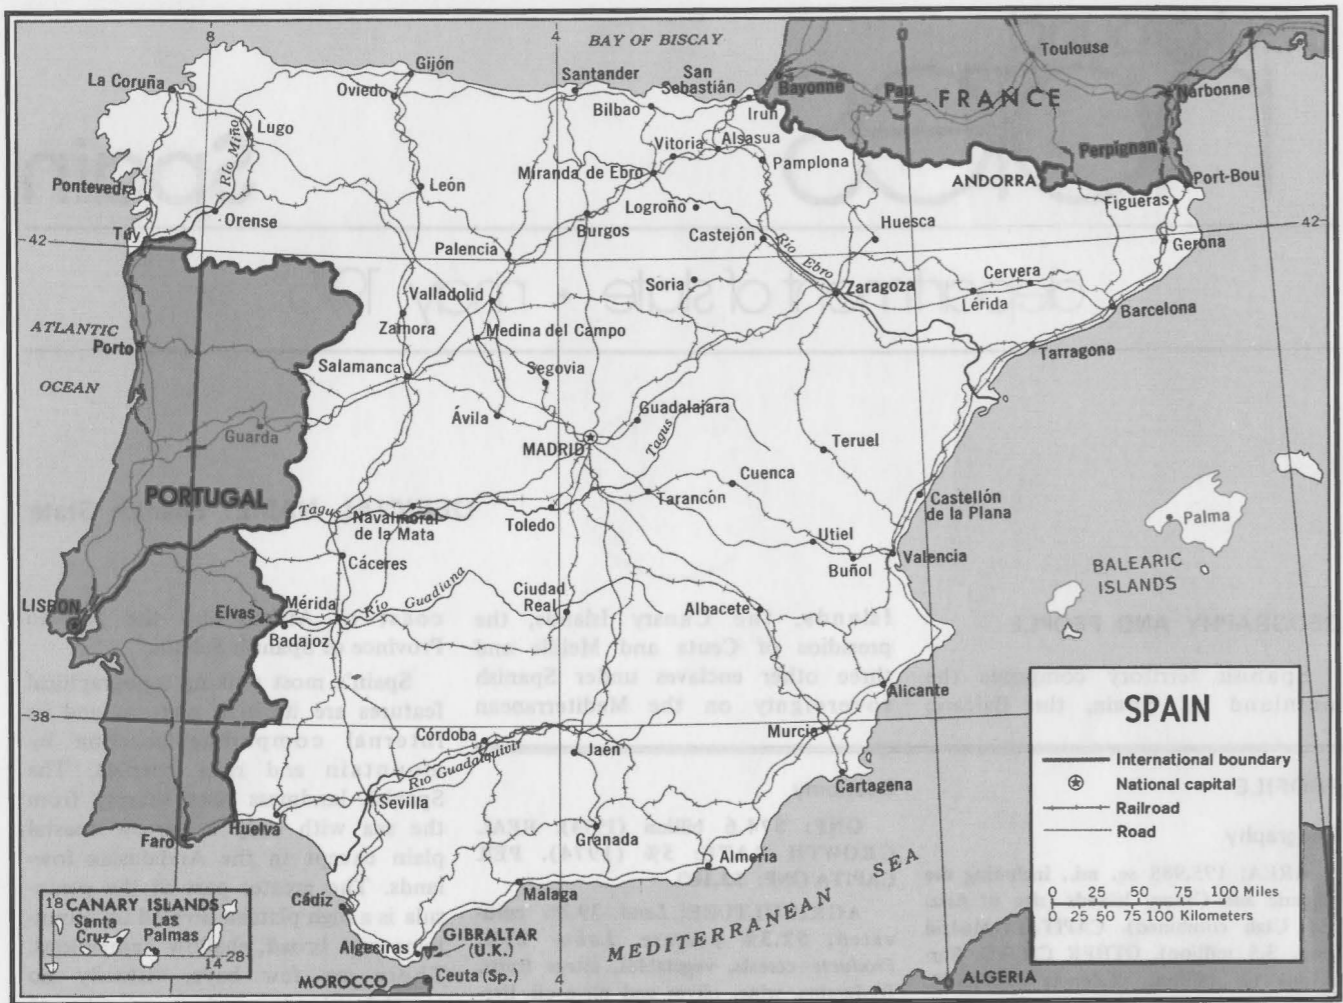 8
4
0
BAY OF BISCAY
Gijón
Toulouse
La Coruña
Oviedo
Santander
San
Sebastián
Bayonne
Pau
FRANCE
Narbonne
Bilbao
Irun
Lugo
Río Miño
Vitoria
Alsasua
Pamplona
Perpignan
Miranda de Ebro
ANDORRA
Port-Bou
Pontevedra
León
Logroño
Figueras
Orense
Burgos
Huesca
42
Tuy
Palencia
Castejón
Río Ebro
Gerona
42
Soria
Zaragoza
Cervera
Lérida
Valladolid
Barcelona
ATLANTIC
OCEAN
Porto
Zamora
Medina del Campo
Tarragona
Salamanca
Segovia
Ávila
Guadalajara
Guarda
MADRID
Tagus
Teruel
Cuenca
PORTUGAL
Tarancón
Castellón
de la Plana
Tagus
Navalmoral
de la Mata
Toledo
Palma
Utiel
Buñol
Valencia
BALEARIC
ISLANDS
Cáceres
LISBON
Elvas
Mérida
Río Guadiana
Ciudad
Real
Albacete
Badajoz
Alicante
38
Córdoba
Jaén
Murcia
Río Guadalquivir
Cartagena
Sevilla
Huelva
Faro
Granada
Almería
Cádiz
Málaga
MEDITERRANEAN SEA
Algeciras
GIBRALTAR
(U.K.)
Ceuta (Sp.)
MOROCCO
4
ALGERIA
0
18
CANARY ISLANDS
Santa
Cruz
Las
Palmas
14
28
SPAIN
International boundary
National capital
Railroad
Road
0 25 50 75 100 Miles
0 25 50 75 100 Kilometers